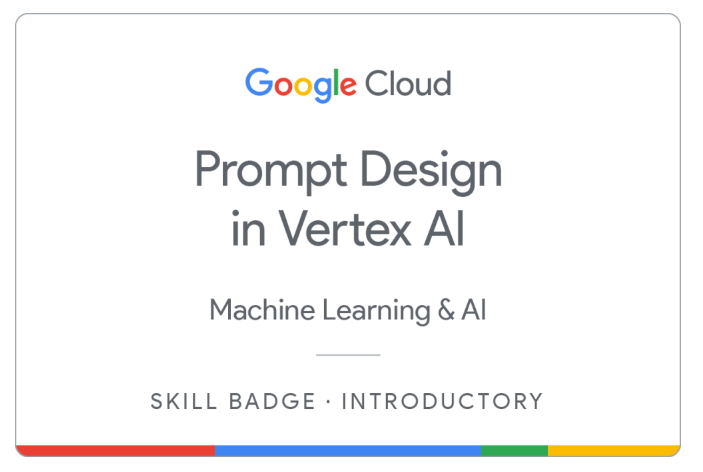 Google Cloud
Prompt Design
in Vertex AI
Machine Learning & AI
SKILL BADGE · INTRODUCTORY